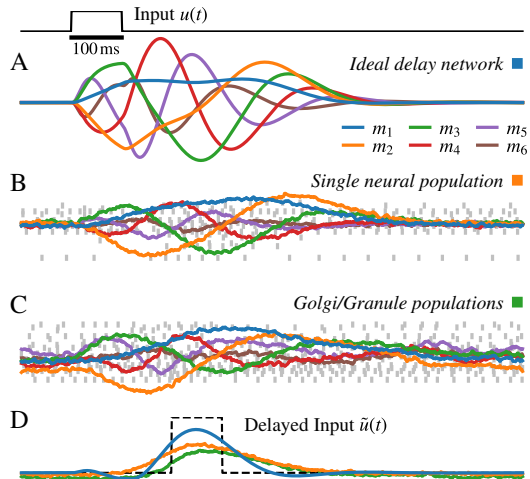 Input u(t)
100 ms
A
Ideal delay network
m1 m3 m5
m2 m4 m6
B
Single neural population
C
Golgi/Granule populations
D
Delayed Input ũ(t)